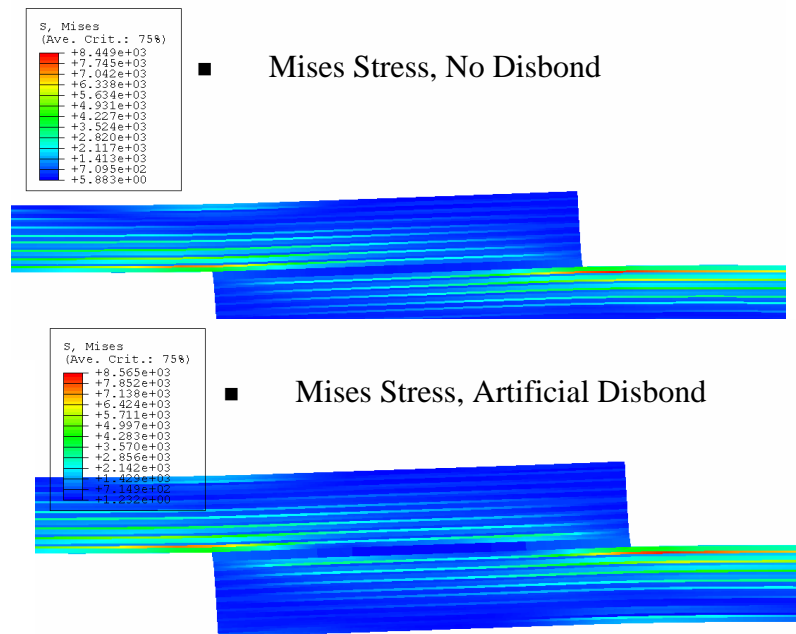 S, Mises
(Ave. Crit.: 75%)
+8.449e+03
+7.745e+03
+7.042e+03
+6.338e+03
+5.634e+03
+4.931e+03
+4.227e+03
+3.524e+03
+2.820e+03
+2.117e+03
+1.413e+03
+7.095e+02
+5.883e+00
■ Mises Stress, No Disbond
S, Mises
(Ave. Crit.: 75%)
+8.565e+03
+7.852e+03
+7.138e+03
+6.424e+03
+5.711e+03
+4.997e+03
+4.283e+03
+3.570e+03
+2.856e+03
+2.142e+03
+1.429e+03
+7.149e+02
+1.232e+00
■ Mises Stress, Artificial Disbond